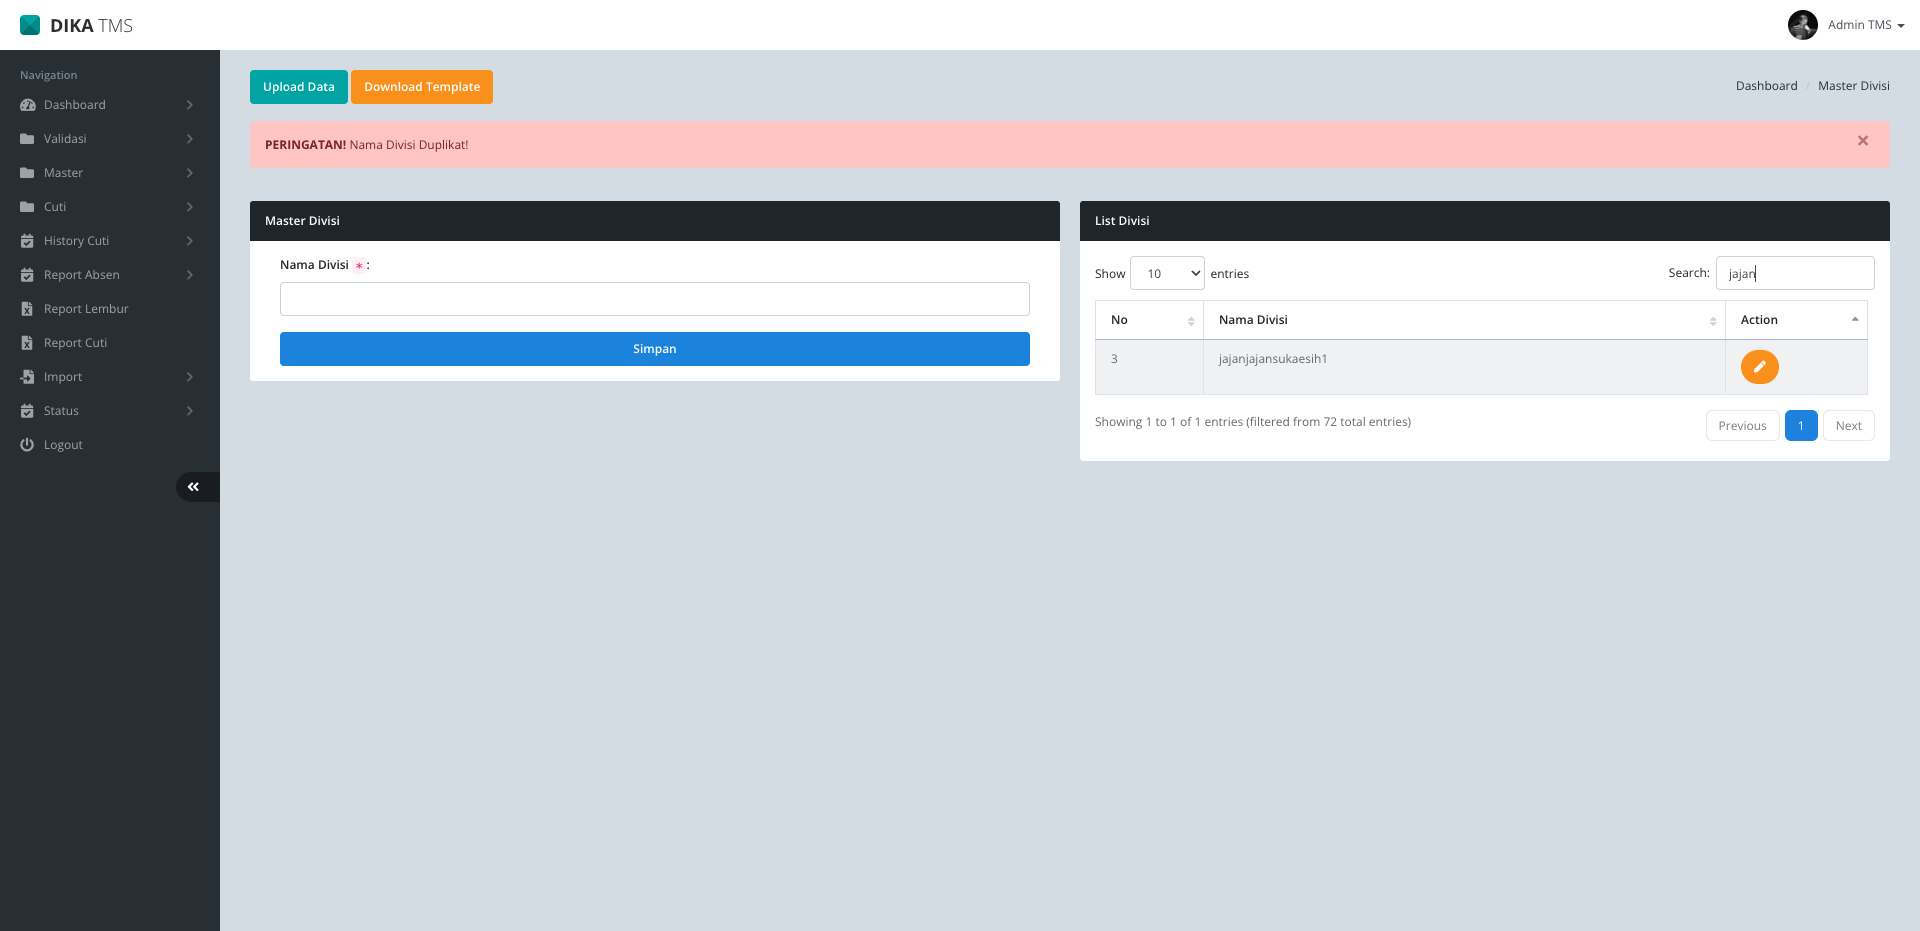 DIKA TMS
Admin TMS
Navigation
Dashboard
Validasi
Master
Cuti
History Cuti
Report Absen
Report Lembur
Report Cuti
Import
Status
Logout
Upload Data
Download Template
Dashboard / Master Divisi
PERINGATAN! Nama Divisi Duplikat!
×
Master Divisi
Nama Divisi * :
Simpan
List Divisi
Show 10 entries
Search: jajan
No Nama Divisi Action
3 jajanjajansukaesih1
Showing 1 to 1 of 1 entries (filtered from 72 total entries)
Previous 1 Next